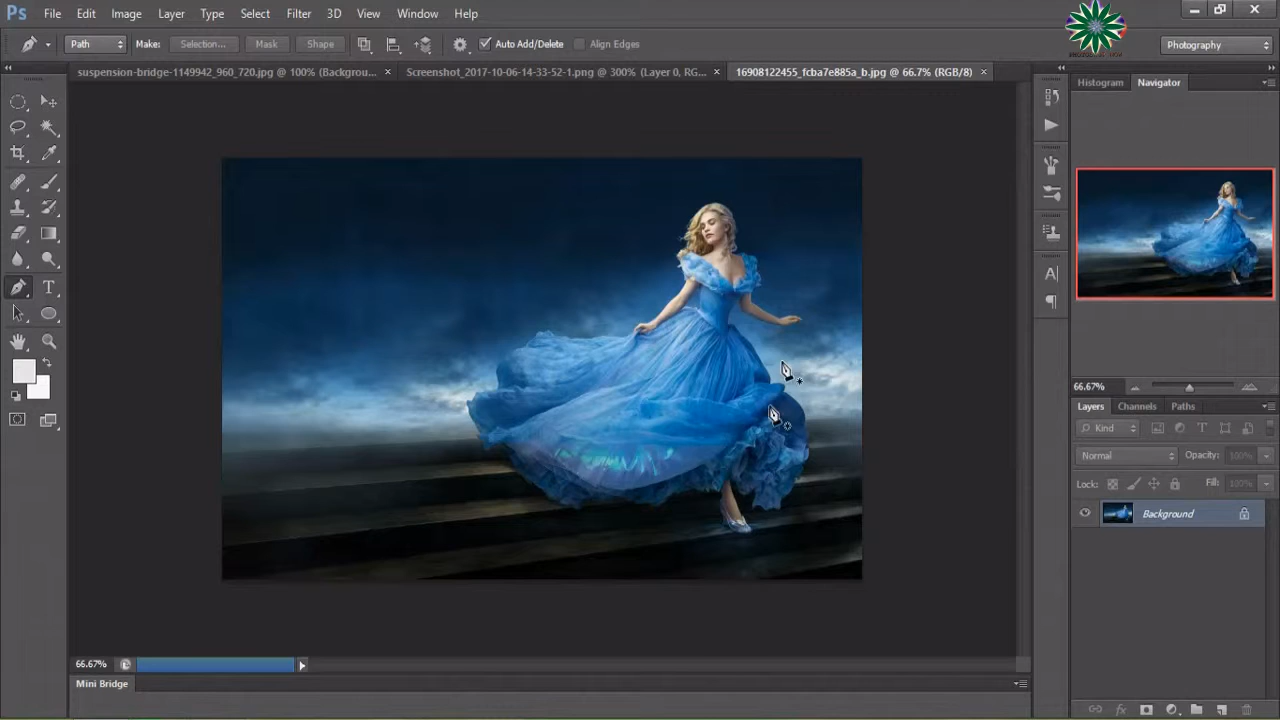 Ps File Edit Image Layer Type Select Filter 3D View Window Help
Path Make: Selection... Mask Shape Auto Add/Delete Align Edges Photography
suspension-bridge-1149942_960_720.jpg @ 100% (Backgrou... × Screenshot_2017-10-06-14-33-52-1.png @ 300% (Layer 0, RG... × 16908122455_fcba7e885a_b.jpg @ 66.7% (RGB/8) ×
Histogram Navigator
66.67%
Layers Channels Paths
Kind
Normal Opacity: 100%
Lock: Fill: 100%
Background
66.67%
Mini Bridge